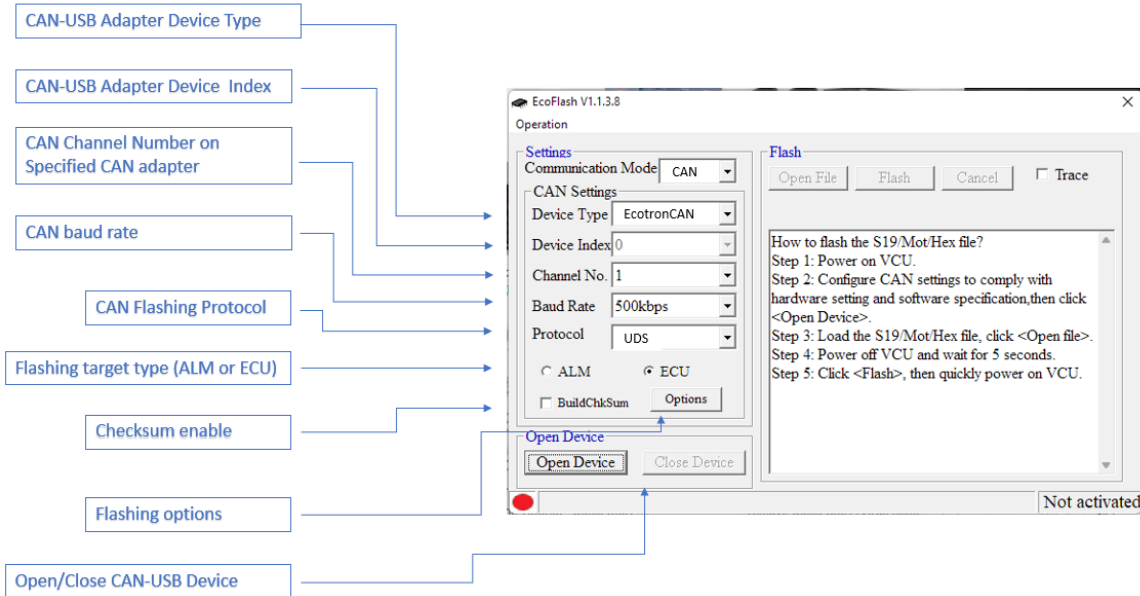 CAN-USB Adapter Device Type
CAN-USB Adapter Device Index
CAN Channel Number on
Specified CAN adapter
CAN baud rate
CAN Flashing Protocol
Flashing target type (ALM or ECU)
Checksum enable
Flashing options
Open/Close CAN-USB Device
EcoFlash V1.1.3.8
Operation
Settings
Communication Mode CAN
CAN Settings
Device Type EcotronCAN
Device Index 0
Channel No. 1
Baud Rate 500kbps
Protocol UDS
ALM ECU
BuildChkSum Options
Open Device
Open Device Close Device
Flash
Open File Flash Cancel Trace
How to flash the S19/Mot/Hex file?
Step 1: Power on VCU.
Step 2: Configure CAN settings to comply with
hardware setting and software specification,then click
<Open Device>.
Step 3: Load the S19/Mot/Hex file, click <Open file>.
Step 4: Power off VCU and wait for 5 seconds.
Step 5: Click <Flash>, then quickly power on VCU.
Not activated